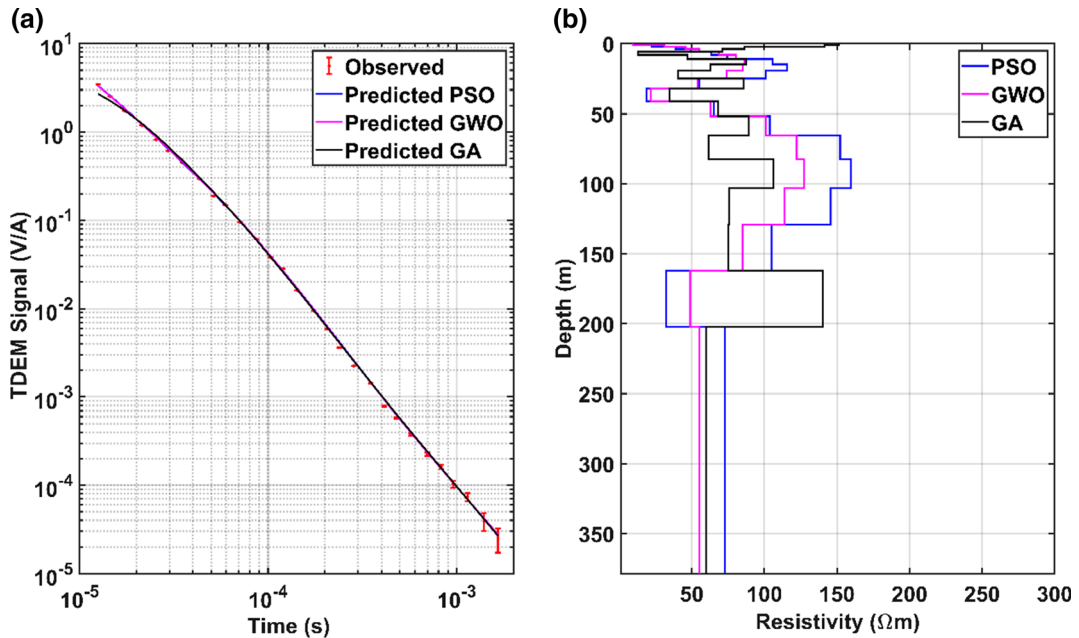 (a)
10^1
10^0
10^-1
10^-2
10^-3
10^-4
10^-5
TDEM Signal (V/A)
Observed
Predicted PSO
Predicted GWO
Predicted GA
10^-5
10^-4
10^-3
Time (s)
(b)
0
50
100
150
200
250
300
350
Depth (m)
PSO
GWO
GA
50
100
150
200
250
300
Resistivity (Ωm)